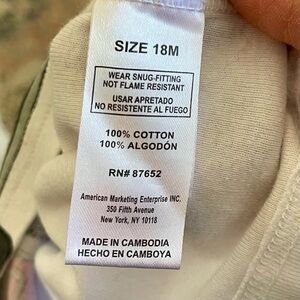 SIZE 18M
WEAR SNUG-FITTING
NOT FLAME RESISTANT
USAR APRETADO
NO RESISTENTE AL FUEGO
100% COTTON
100% ALGODÓN
RN# 87652
American Marketing Enterprise INC.
350 Fifth Avenue
New York, NY 10118
MADE IN CAMBODIA
HECHO EN CAMBOYA